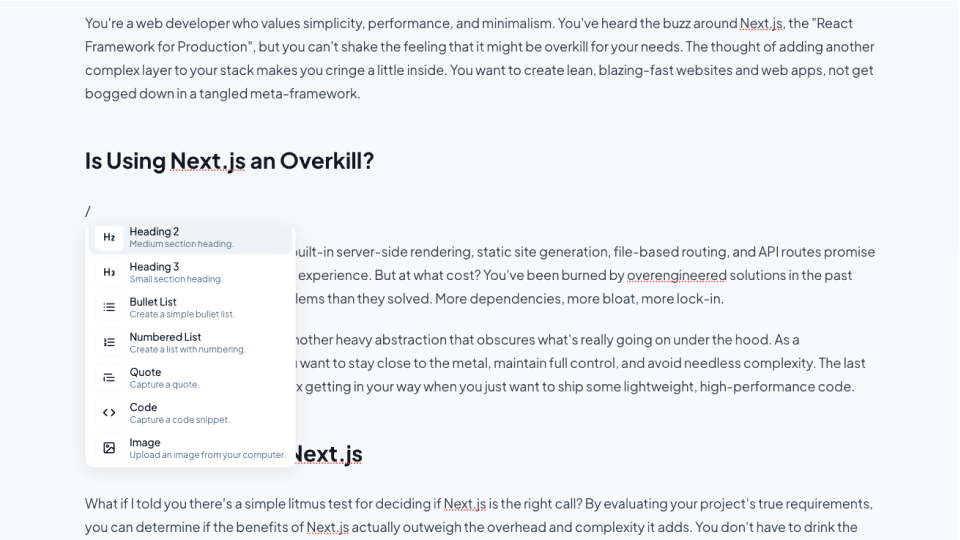 You're a web developer who values simplicity, performance, and minimalism. You've heard the buzz around Next.js, the "React
Framework for Production", but you can't shake the feeling that it might be overkill for your needs. The thought of adding another
complex layer to your stack makes you cringe a little inside. You want to create lean, blazing-fast websites and web apps, not get
bogged down in a tangled meta-framework.
Is Using Next.js an Overkill?
/
H2
Heading 2
Medium section heading.
H3
Heading 3
Small section heading.
Bullet List
Create a simple bullet list.
Numbered List
Create a list with numbering.
Quote
Capture a quote.
Code
Capture a code snippet.
Image
Upload an image from your computer.
built-in server-side rendering, static site generation, file-based routing, and API routes promise
experience. But at what cost? You've been burned by overengineered solutions in the past
than they solved. More dependencies, more bloat, more lock-in.
heavy abstraction that obscures what's really going on under the hood. As a
want to stay close to the metal, maintain full control, and avoid needless complexity. The last
getting in your way when you just want to ship some lightweight, high-performance code.
Next.js
What if I told you there's a simple litmus test for deciding if Next.js is the right call? By evaluating your project's true requirements,
you can determine if the benefits of Next.js actually outweigh the overhead and complexity it adds. You don't have to drink the